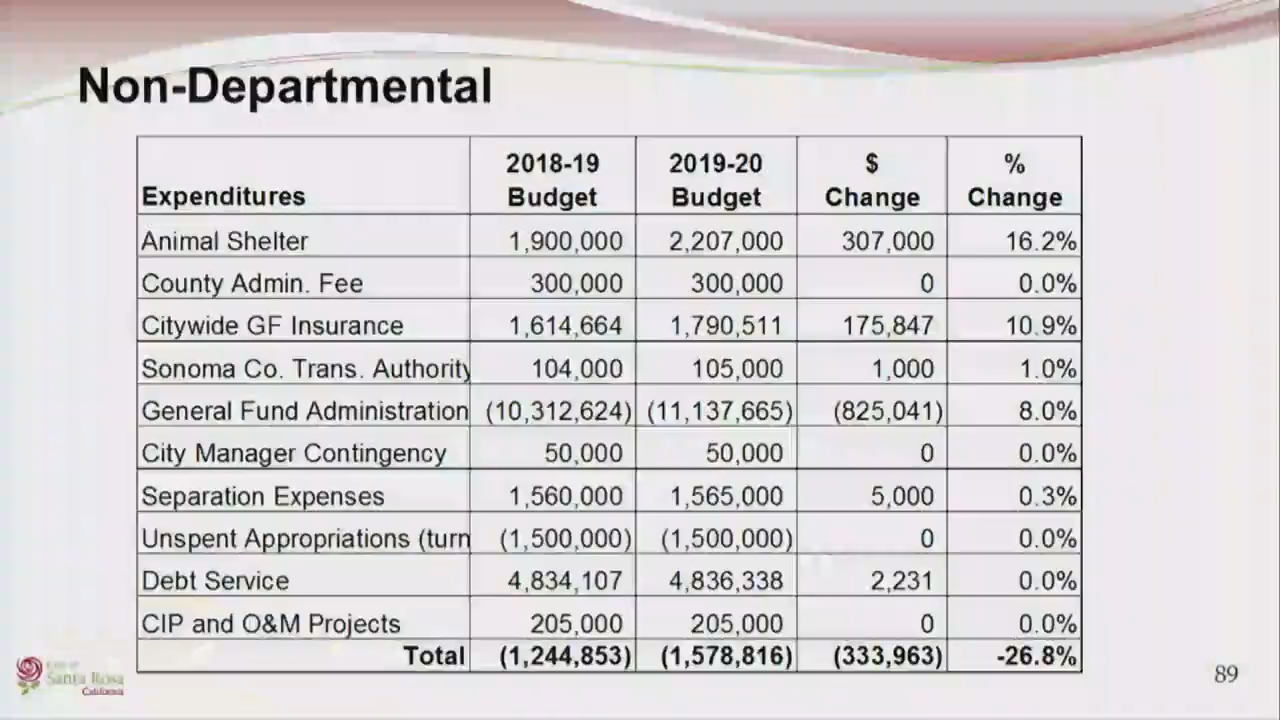 Non-Departmental
Expenditures 2018-19 Budget 2019-20 Budget $ Change % Change
Animal Shelter 1,900,000 2,207,000 307,000 16.2%
County Admin. Fee 300,000 300,000 0 0.0%
Citywide GF Insurance 1,614,664 1,790,511 175,847 10.9%
Sonoma Co. Trans. Authority 104,000 105,000 1,000 1.0%
General Fund Administration (10,312,624) (11,137,665) (825,041) 8.0%
City Manager Contingency 50,000 50,000 0 0.0%
Separation Expenses 1,560,000 1,565,000 5,000 0.3%
Unspent Appropriations (turn (1,500,000) (1,500,000) 0 0.0%
Debt Service 4,834,107 4,836,338 2,231 0.0%
CIP and O&M Projects 205,000 205,000 0 0.0%
Total (1,244,853) (1,578,816) (333,963) -26.8%
Santa Rosa
California
89